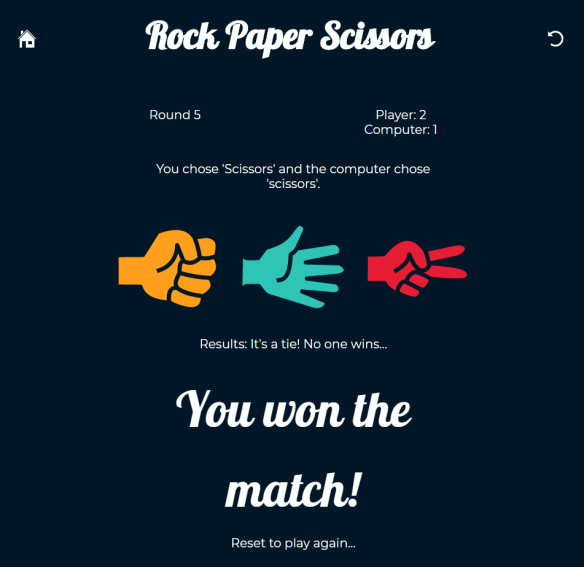 Rock Paper Scissors
Round 5
Player: 2
Computer: 1
You chose 'Scissors' and the computer chose
'scissors'.
Results: It's a tie! No one wins...
You won the
match!
Reset to play again...